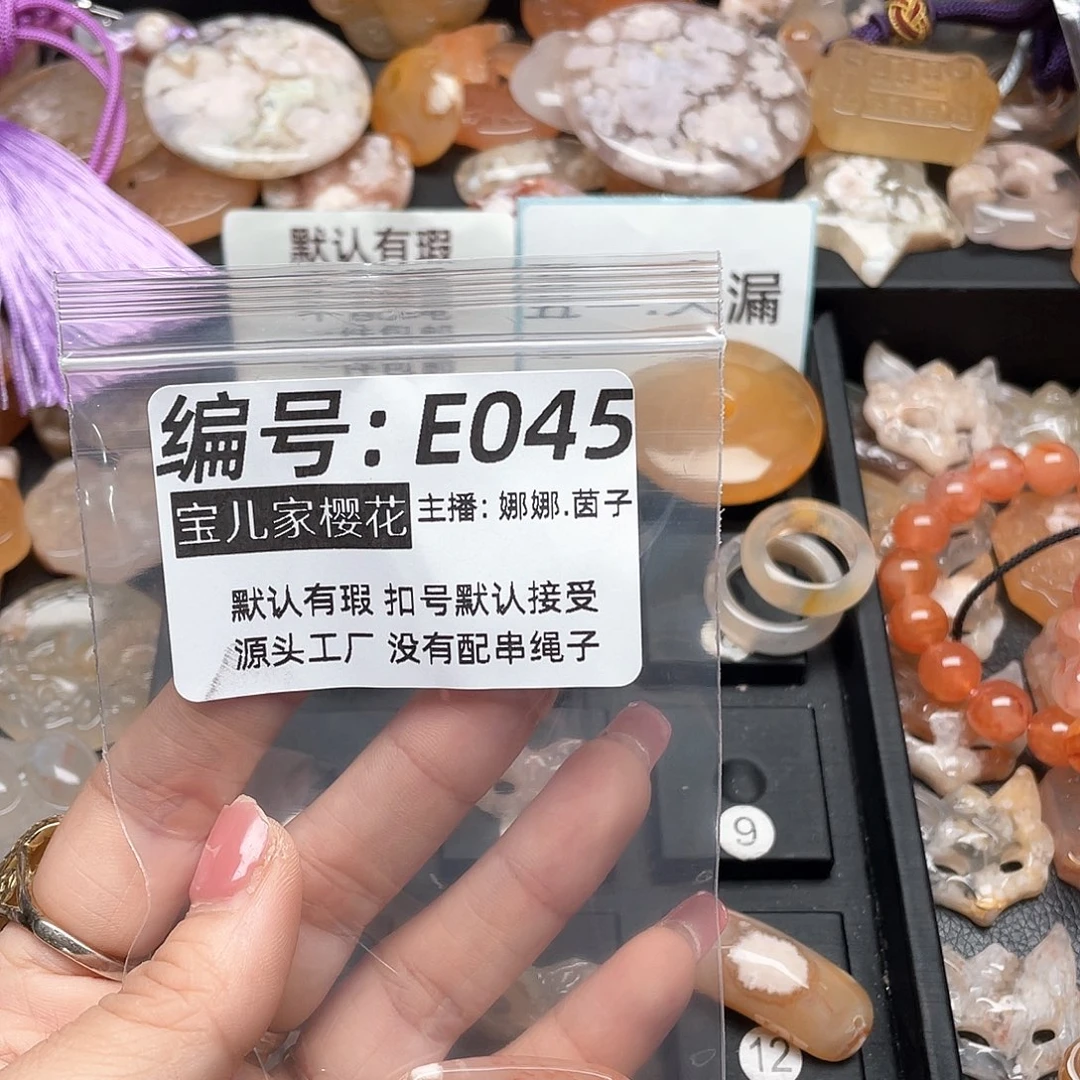 默认有瑕
漏
编号: E045
宝儿家樱花 主播: 娜娜.茵子
默认有瑕 扣号默认接受
源头工厂 没有配串绳子
9
12